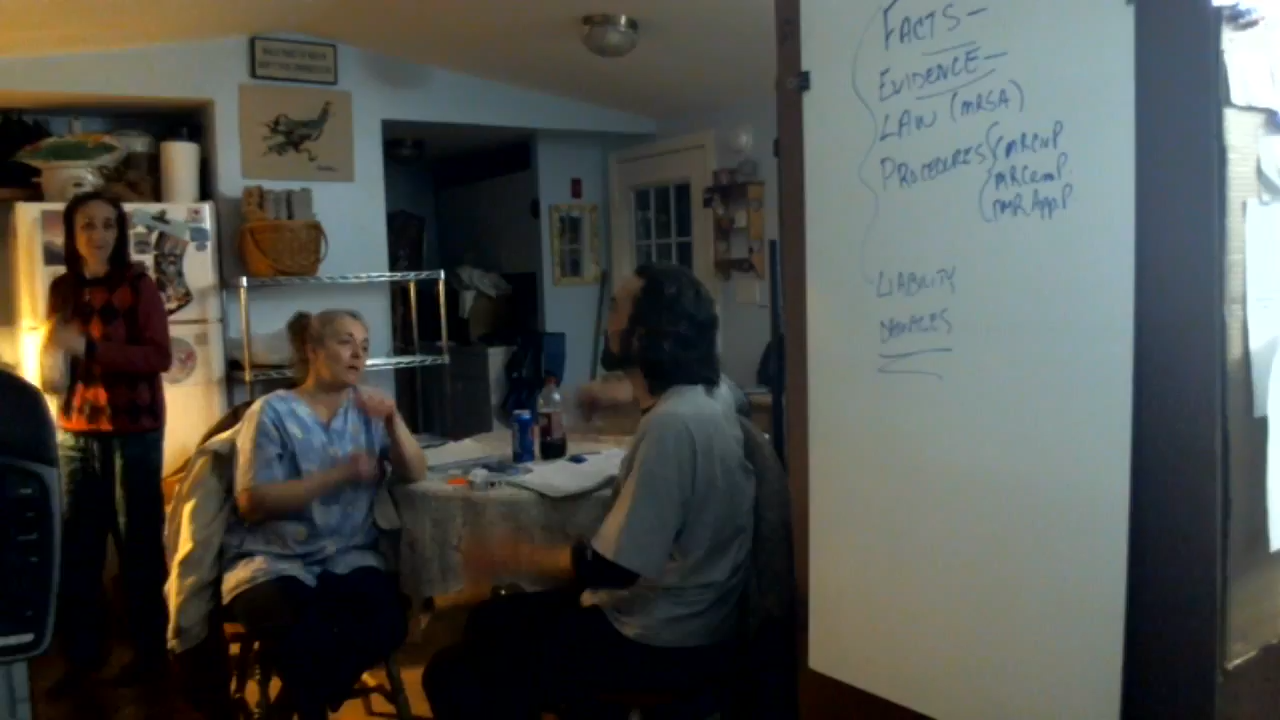 FACTS-
EVIDENCE-
LAW (MRSA)
PROCEDURES { MRCivP
MRCrimP.
MR App.P.
LIABILITY
DAMAGES